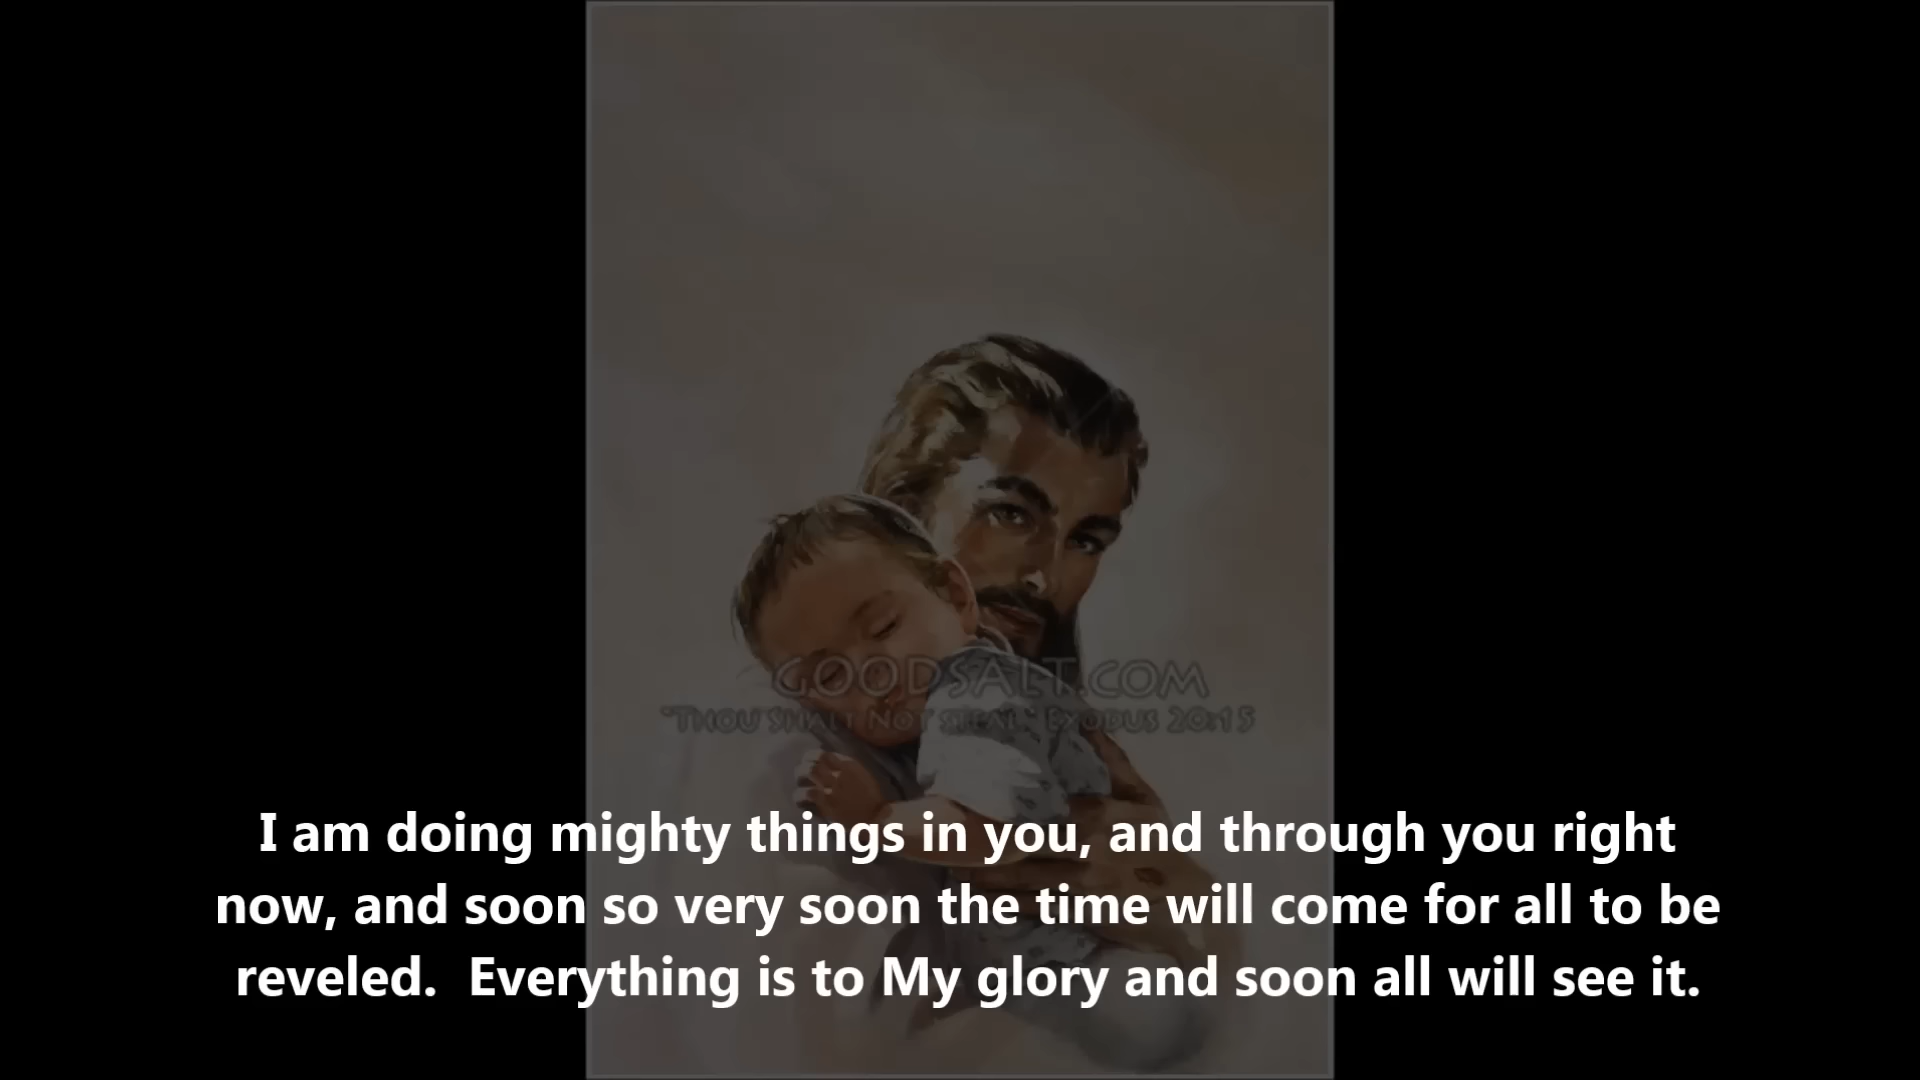 GOODSALT.COM
"THOU SHALT NOT STEAL" EXODUS 20:15
I am doing mighty things in you, and through you right
now, and soon so very soon the time will come for all to be
reveled.  Everything is to My glory and soon all will see it.